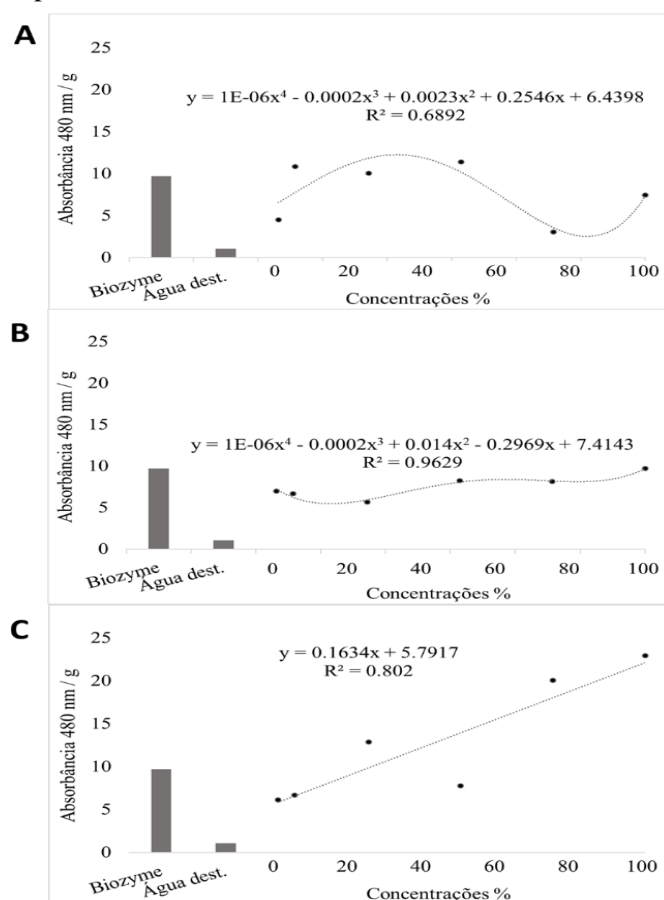 A
25
20
15
10
5
0
Absorbância 480 nm / g
y = 1E-06x⁴ - 0.0002x³ + 0.0023x² + 0.2546x + 6.4398
R² = 0.6892
Biozyme
Água dest.
0 20 40 60 80 100
Concentrações %
B
25
20
15
10
5
0
Absorbância 480 nm / g
y = 1E-06x⁴ - 0.0002x³ + 0.014x² - 0.2969x + 7.4143
R² = 0.9629
Biozyme
Água dest.
0 20 40 60 80 100
Concentrações %
C
25
20
15
10
5
0
Absorbância 480 nm / g
y = 0.1634x + 5.7917
R² = 0.802
Biozyme
Água dest.
0 20 40 60 80 100
Concentrações %